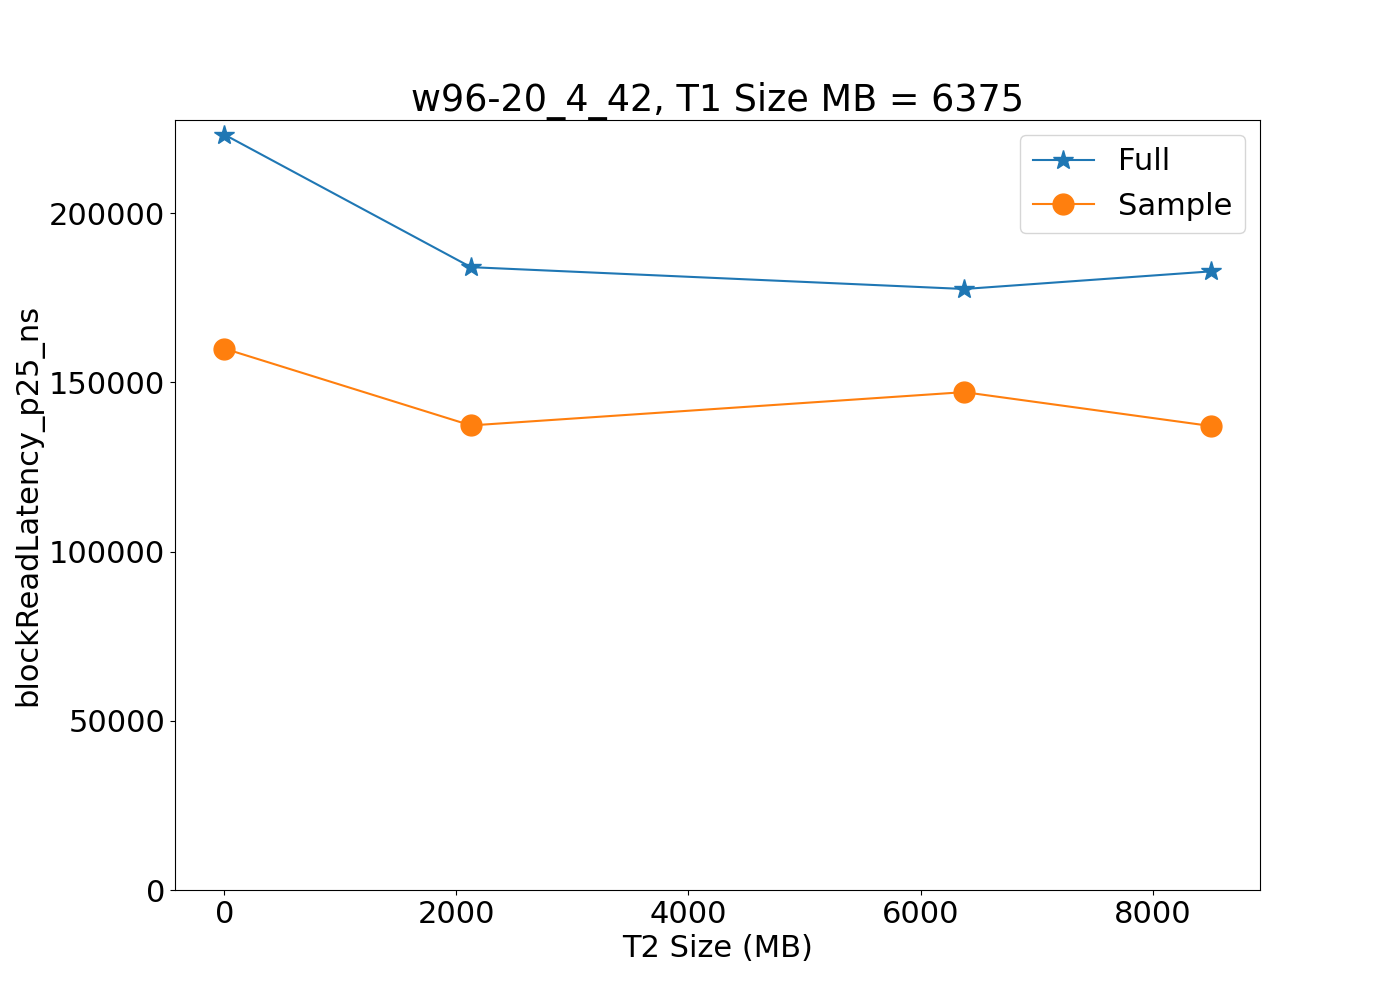 w96-20_4_42, T1 Size MB = 6375
Full
Sample
blockReadLatency_p25_ns
200000
150000
100000
50000
0
0 2000 4000 6000 8000
T2 Size (MB)